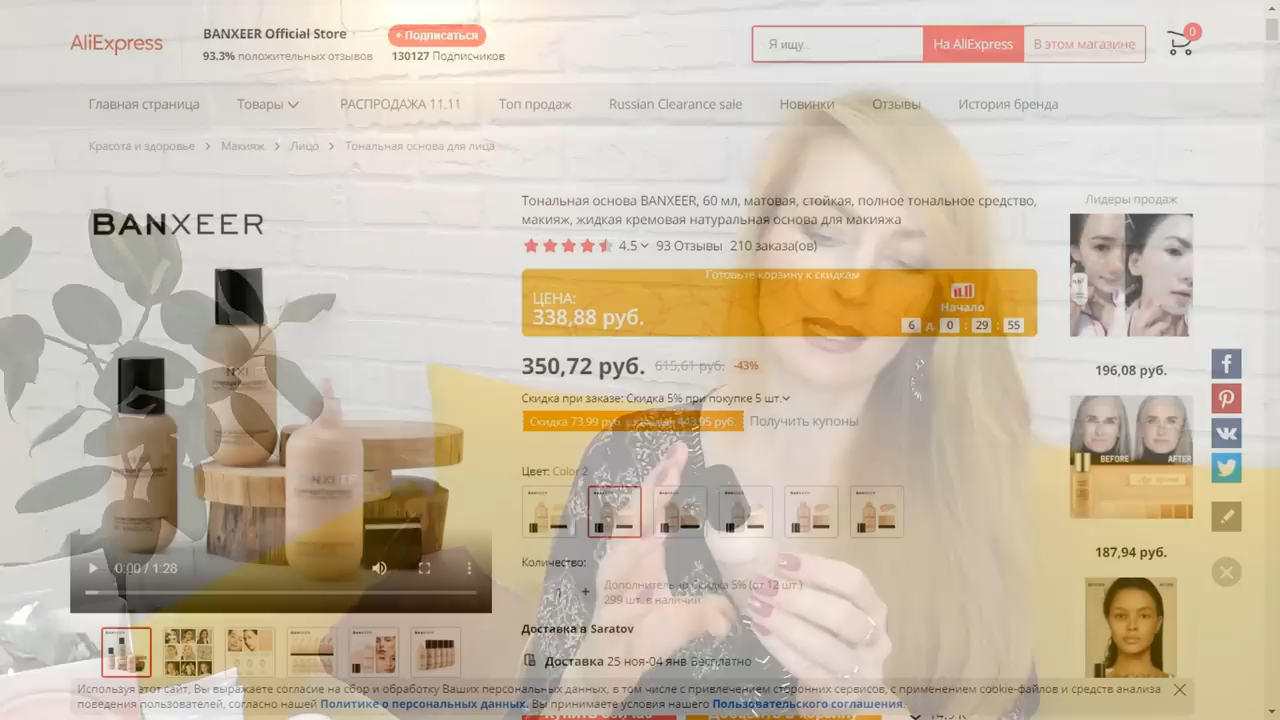 AliExpress
BANXEER Official Store
+ Подписаться
93.3% положительных отзывов
130127 Подписчиков
Я ищу..
На AliExpress
В этом магазине
0
Главная страница
Товары
РАСПРОДАЖА 11.11
Топ продаж
Russian Clearance sale
Новинки
Отзывы
История бренда
Красота и здоровье > Макияж > Лицо > Тональная основа для лица
BANXEER
Тональная основа BANXEER, 60 мл, матовая, стойкая, полное тональное средство,
макияж, жидкая кремовая натуральная основа для макияжа
4.5 93 Отзывы 210 заказа(ов)
Готовьте корзину к скидкам
ЦЕНА:
338,88 руб.
Начало
6 д. 0 : 29 : 55
350,72 руб. 615,61 руб. -43%
Скидка при заказе: Скидка 5% при покупке 5 шт.
Скидка 73,99 руб.
Получить купоны
Цвет: Color 2
Количество:
+
Дополнительно Скидка 5% (от 12 шт.)
299 шт. в наличии
Доставка в Saratov
Доставка 25 ноя-04 янв Бесплатно
0:00 / 1:28
Лидеры продаж
196,08 руб.
BEFORE
AFTER
187,94 руб.
Используя этот сайт, Вы выражаете согласие на сбор и обработку Ваших персональных данных, в том числе с привлечением сторонних сервисов, с применением cookie-файлов и средств анализа
поведения пользователей, согласно нашей Политике о персональных данных. Вы принимаете условия нашего Пользовательского соглашения.